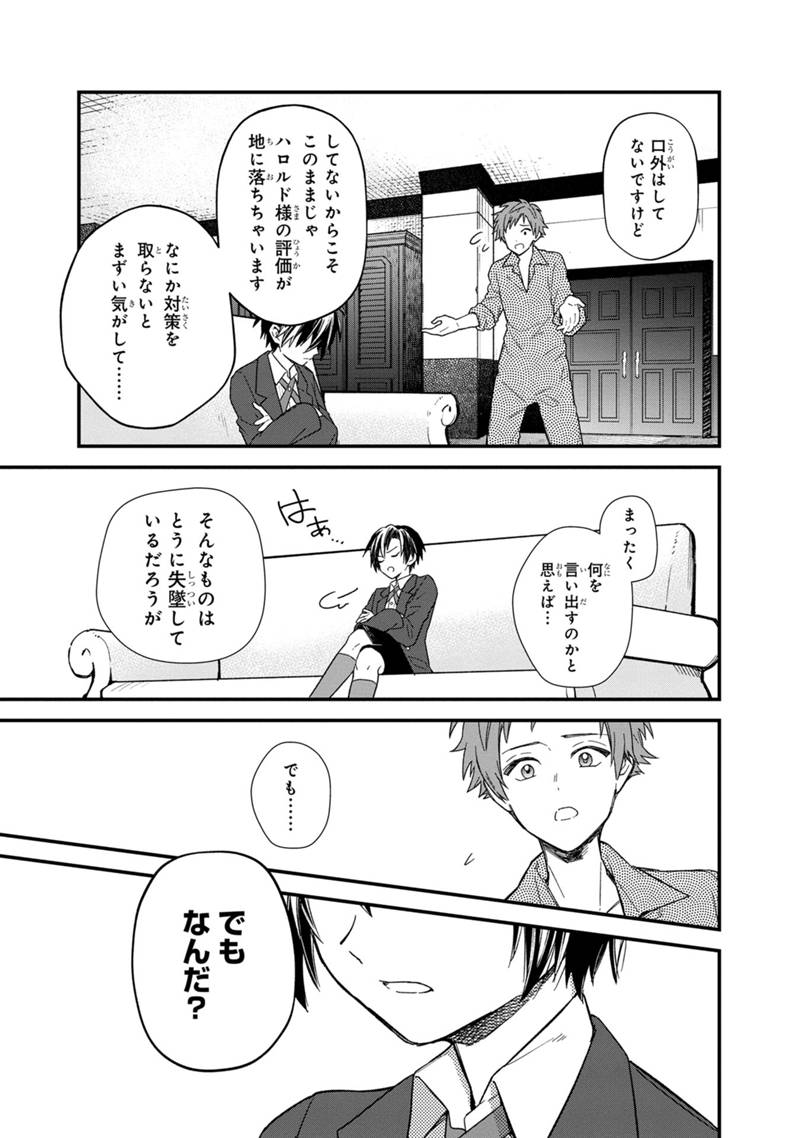 口外はして
ないですけど
してないからこそ
このままじゃ
ハロルド様の評価が
地に落ちちゃいます
なにか対策を
取らないと
まずい気がして……
まったく
何を
言い出すのかと
思えば…
はぁ…
そんなものは
とうに失墜して
いるだろうが
でも……
でも
なんだ?